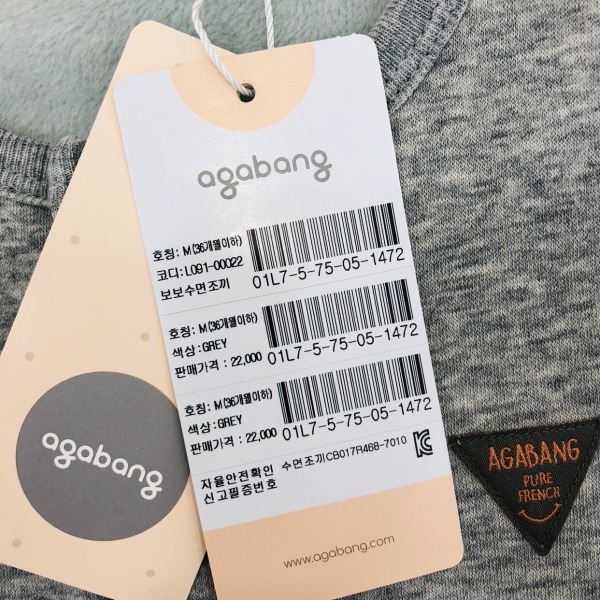 agabang
호칭: M(36개월이하)
코디:L091-00022
보보수면조끼
01L7-5-75-05-1472
호칭: M(36개월이하)
색상:GREY
판매가격 : 22,000
01L7-5-75-05-1472
호칭: M(36개월이하)
색상:GREY
판매가격 : 22,000
01L7-5-75-05-1472
자율안전확인 수면조끼CB017R468-7010
신고필증번호
www.agabang.com
agabang
AGABANG
PURE
FRENCH